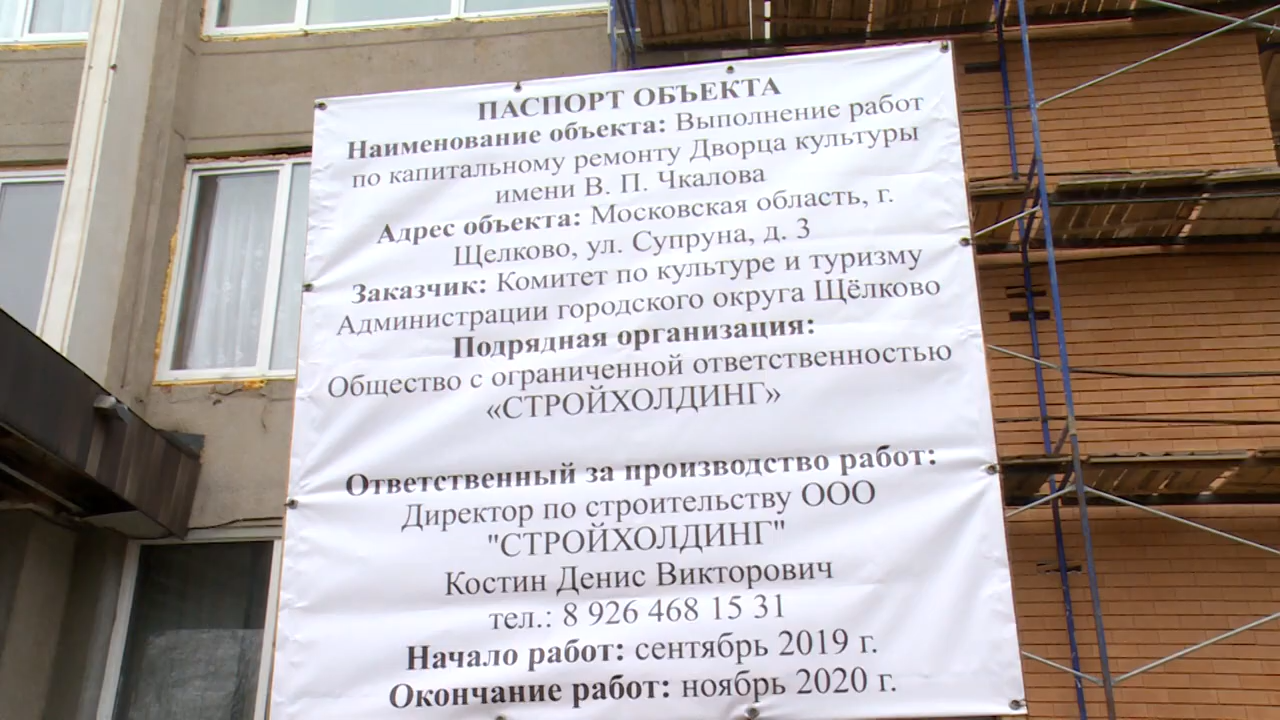 ПАСПОРТ ОБЪЕКТА
Наименование объекта: Выполнение работ
по капитальному ремонту Дворца культуры
имени В. П. Чкалова
Адрес объекта: Московская область, г.
Щелково, ул. Супруна, д. 3
Заказчик: Комитет по культуре и туризму
Администрации городского округа Щёлково
Подрядная организация:
Общество с ограниченной ответственностью
«СТРОЙХОЛДИНГ»
Ответственный за производство работ:
Директор по строительству ООО
"СТРОЙХОЛДИНГ"
Костин Денис Викторович
тел.: 8 926 468 15 31
Начало работ: сентябрь 2019 г.
Окончание работ: ноябрь 2020 г.